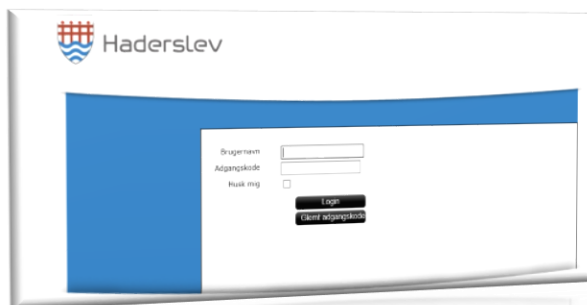 Haderslev
Brugernavn
Adgangskode
Husk mig
Login
Glemt adgangskode